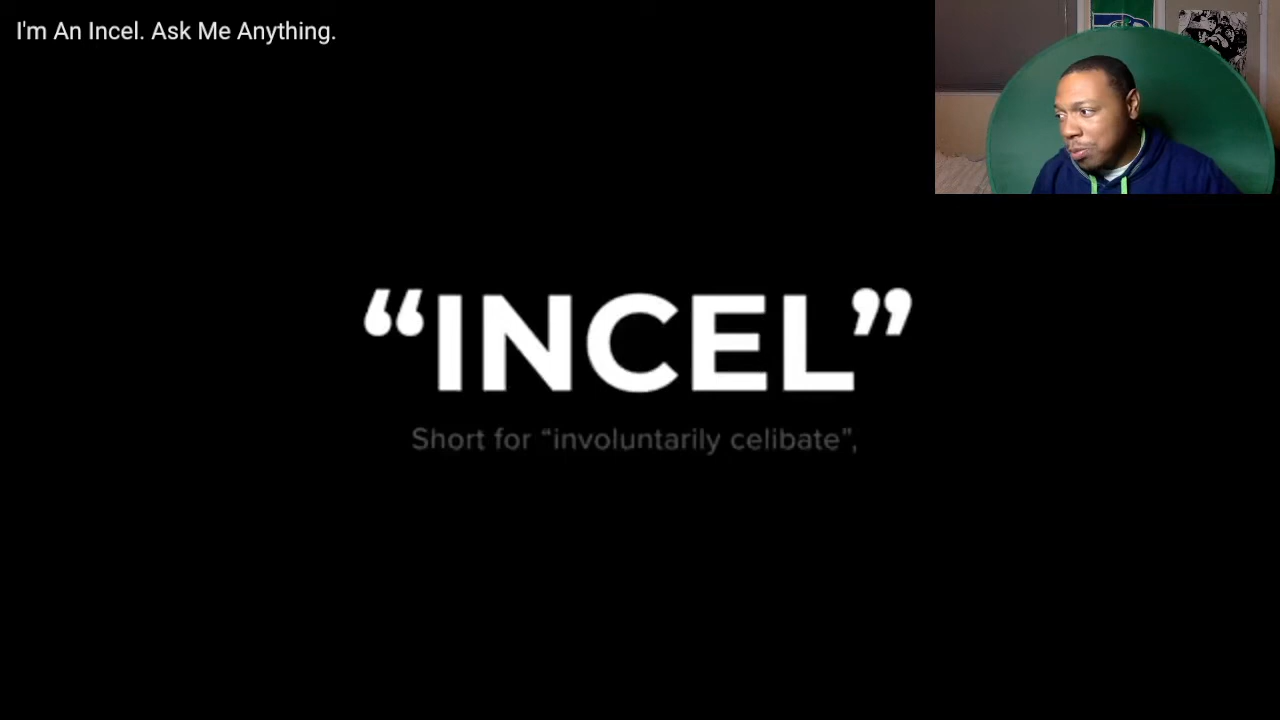 I'm An Incel. Ask Me Anything.
“INCEL”
Short for “involuntarily celibate”,